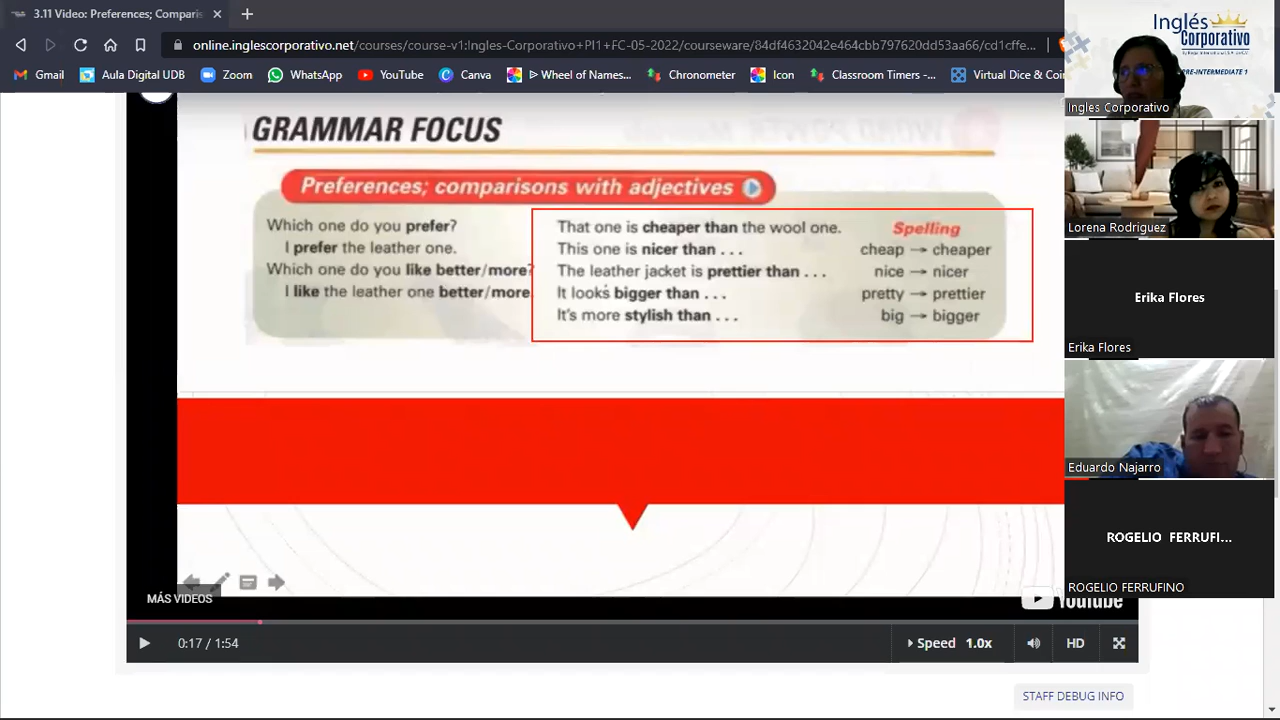 3.11 Video: Preferences; Comparis
online.inglescorporativo.net/courses/course-v1:Ingles-Corporativo+PI1+FC-05-2022/courseware/84df4632042e464cbb797620dd53aa66/cd1cffe...
Gmail Aula Digital UDB Zoom WhatsApp YouTube Canva ᐅ Wheel of Names... Chronometer Icon Classroom Timers -... Virtual Dice & Coi
GRAMMAR FOCUS
Preferences; comparisons with adjectives
Which one do you prefer?
I prefer the leather one.
Which one do you like better/more?
I like the leather one better/more.
That one is cheaper than the wool one.
This one is nicer than . . .
The leather jacket is prettier than . . .
It looks bigger than . . .
It's more stylish than . . .
Spelling
cheap → cheaper
nice → nicer
pretty → prettier
big → bigger
MÁS VIDEOS
YouTube
0:17 / 1:54
Speed 1.0x
HD
STAFF DEBUG INFO
Inglés
Corporativo
PRE-INTERMEDIATE 1
Ingles Corporativo
Lorena Rodriguez
Erika Flores
Erika Flores
Eduardo Najarro
ROGELIO FERRUFI...
ROGELIO FERRUFINO